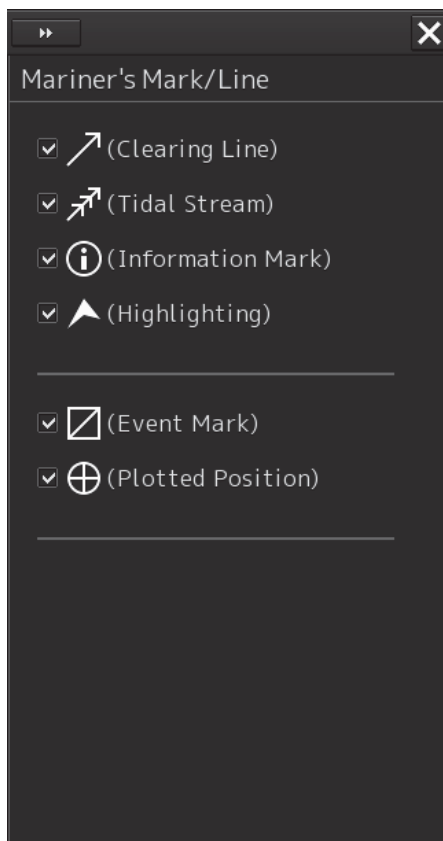 Mariner's Mark/Line
(Clearing Line)
(Tidal Stream)
(Information Mark)
(Highlighting)
(Event Mark)
(Plotted Position)